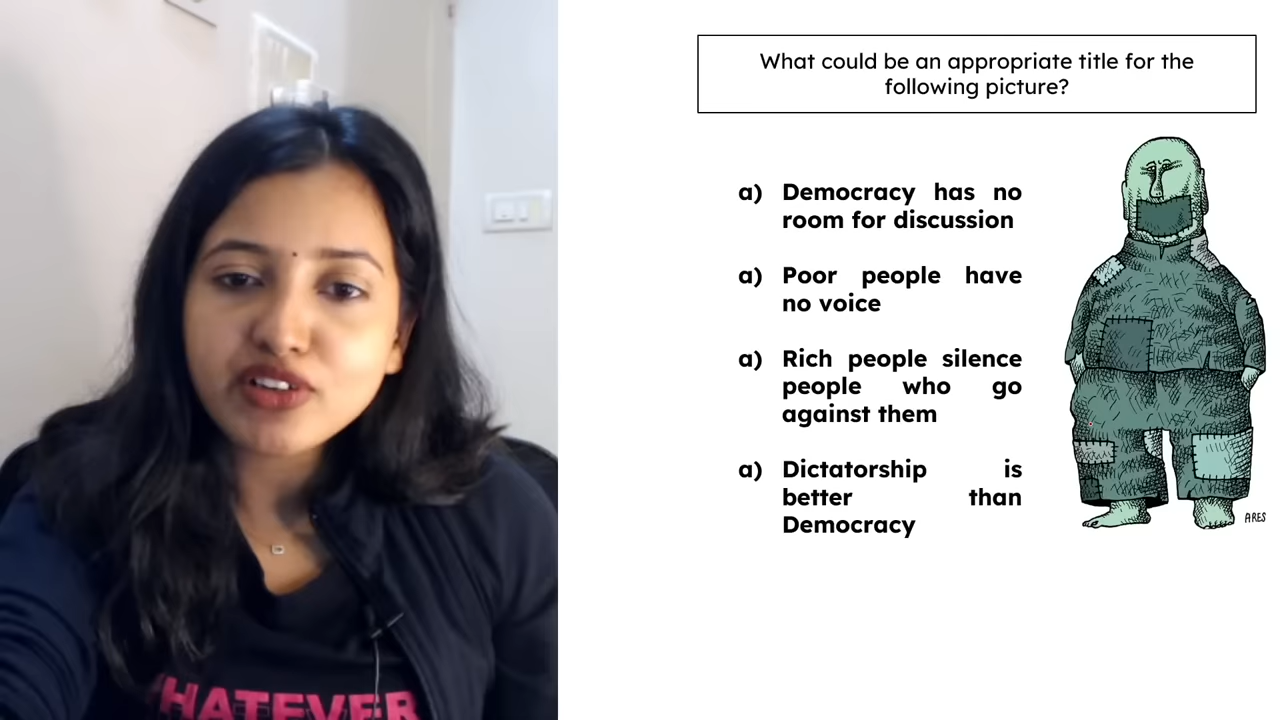 What could be an appropriate title for the
following picture?
a) Democracy has no
room for discussion
a) Poor people have
no voice
a) Rich people silence
people who go
against them
a) Dictatorship is
better than
Democracy
ARES
HATEVER